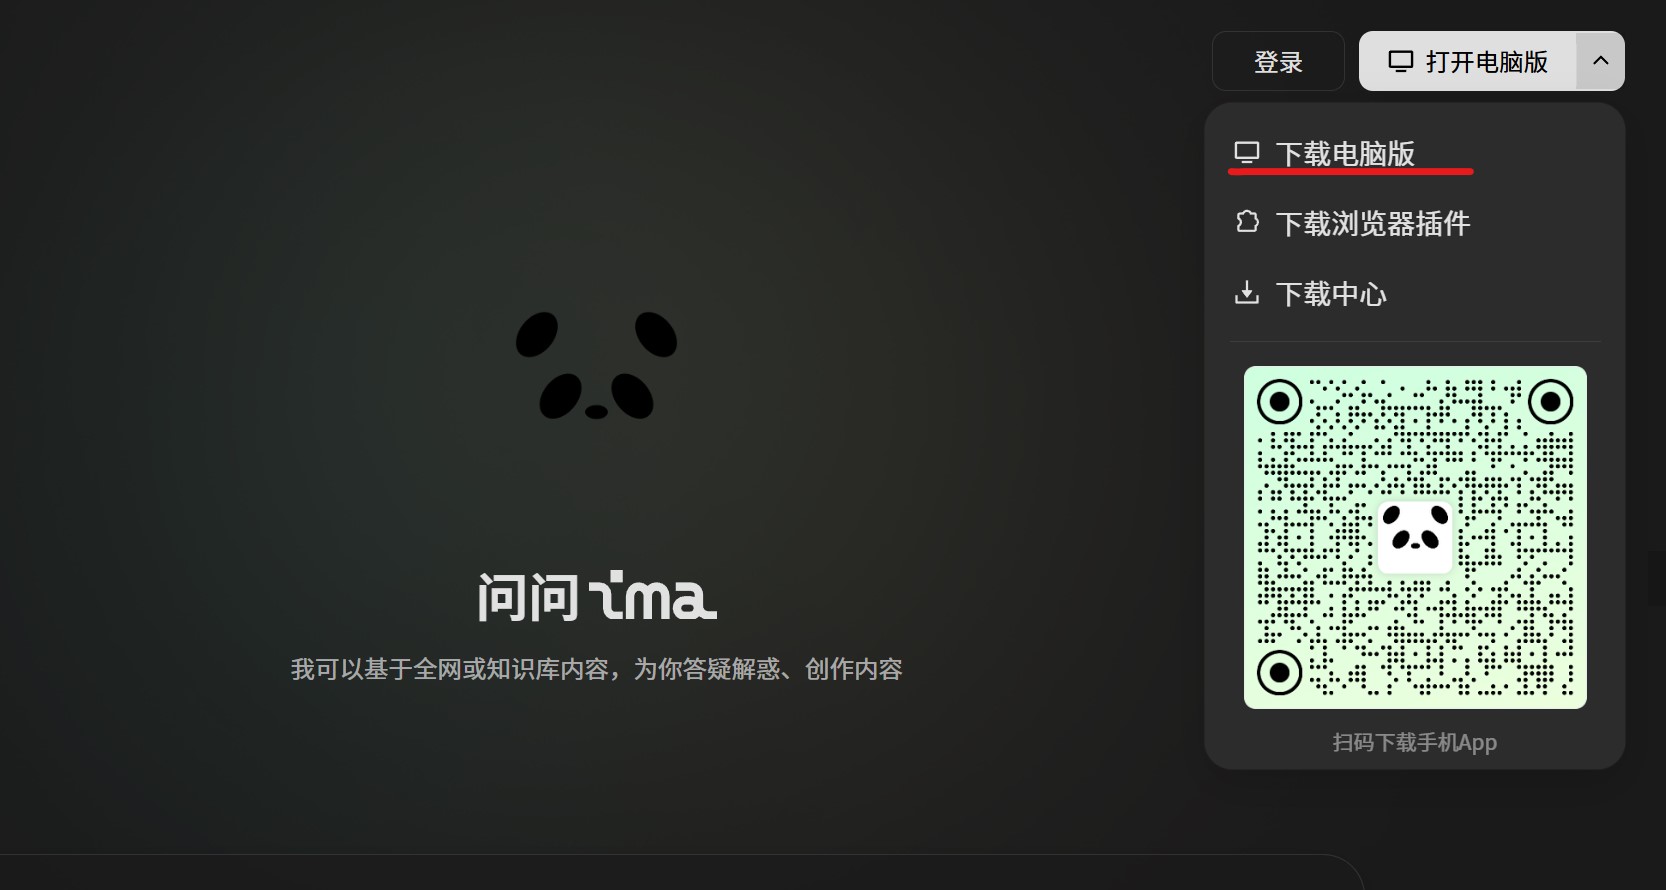 登录
打开电脑版
下载电脑版
下载浏览器插件
下载中心
问问 ima
我可以基于全网或知识库内容，为你答疑解惑、创作内容
扫码下载手机App